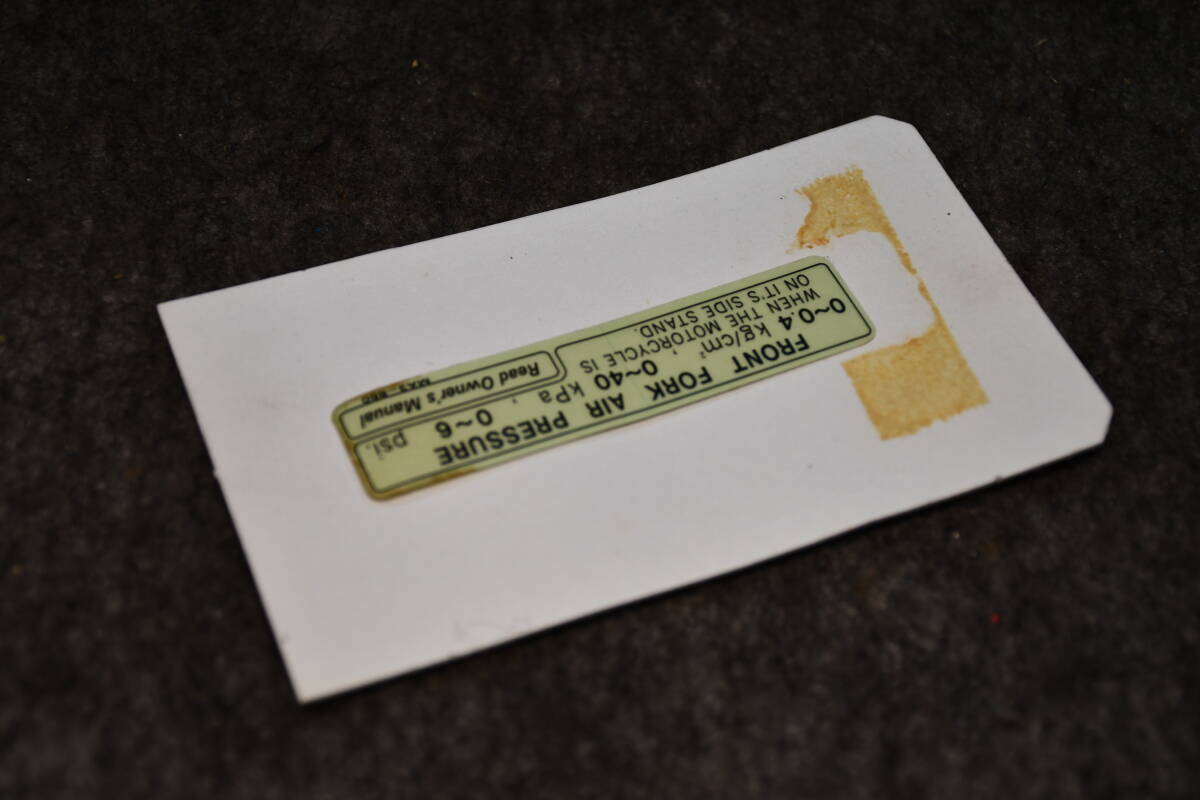 FRONT FORK AIR PRESSURE
0~0.4 kg/cm², 0~40 kPa, 0~6 psi.
WHEN THE MOTORCYCLE IS
ON IT'S SIDE STAND.
Read Owner's Manual